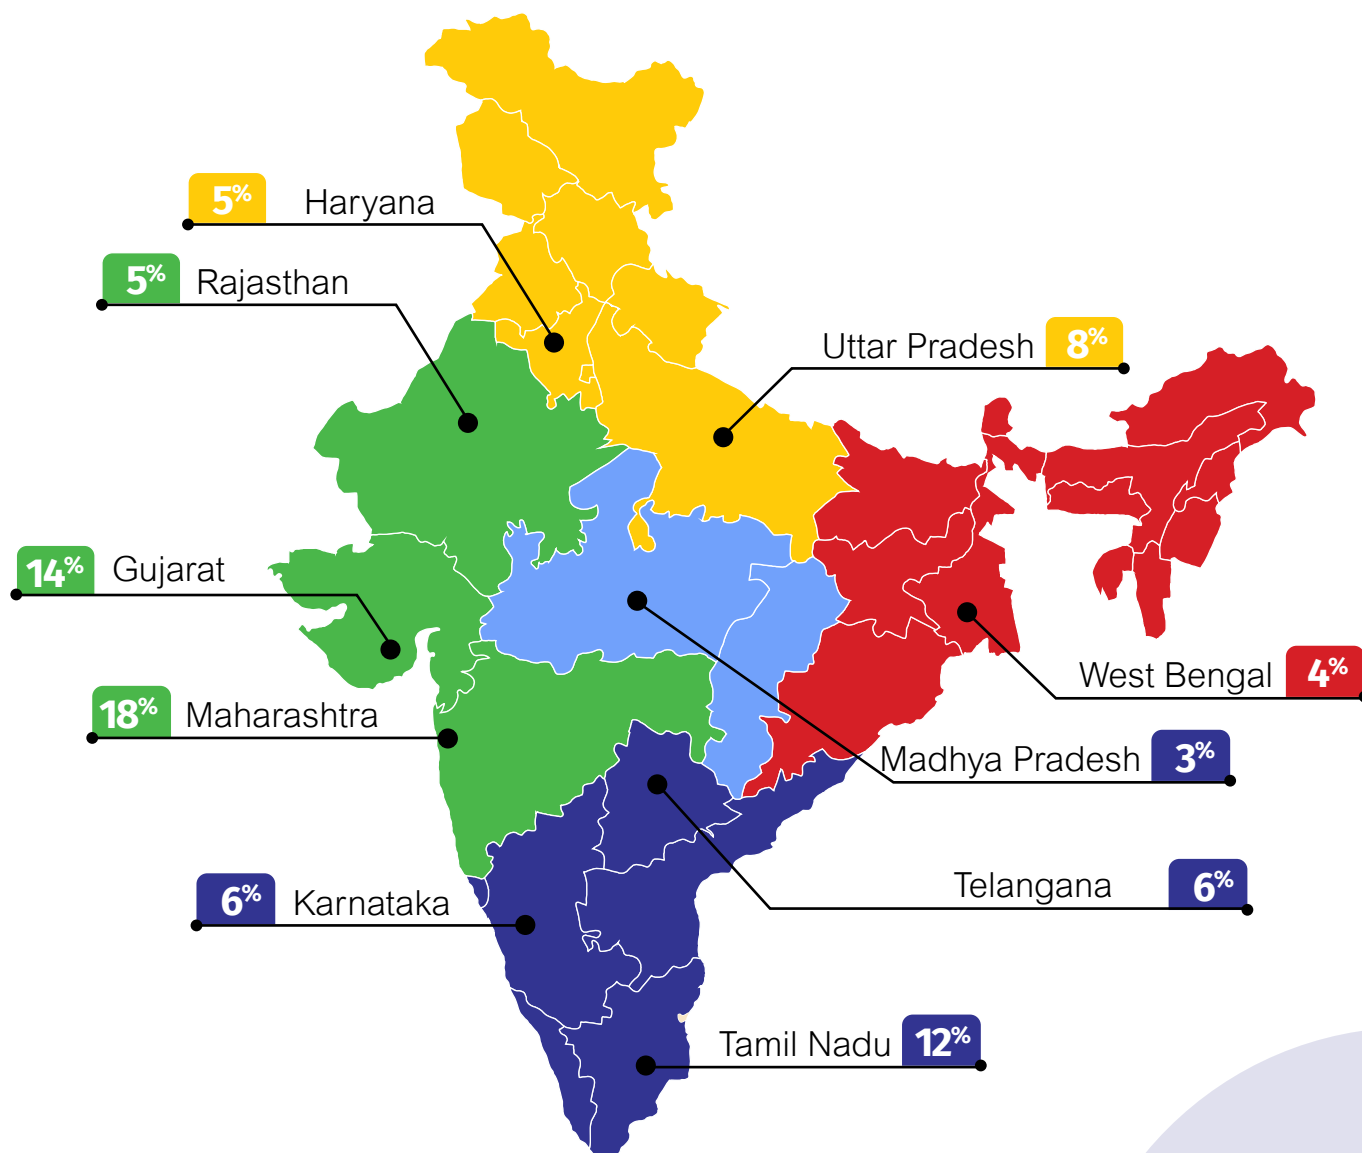 5% Haryana
5% Rajasthan
Uttar Pradesh 8%
14% Gujarat
West Bengal 4%
18% Maharashtra
Madhya Pradesh 3%
Telangana 6%
6% Karnataka
Tamil Nadu 12%